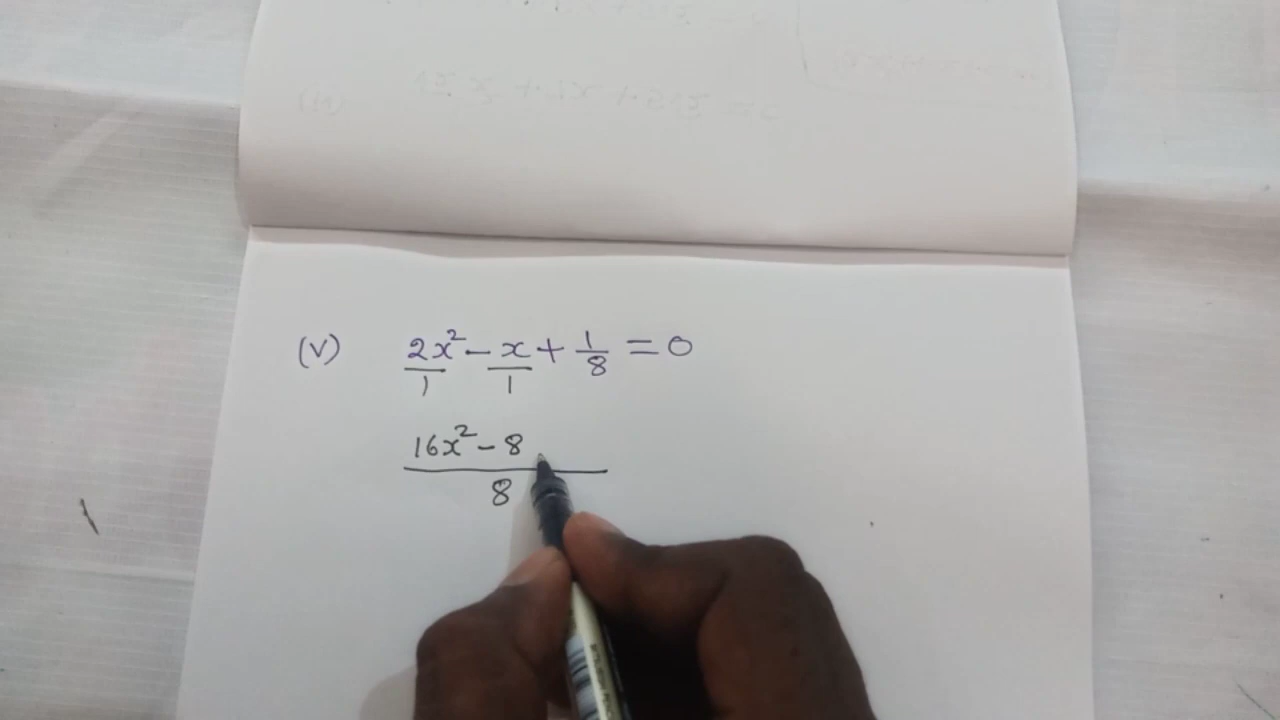 (V) 2x²/1 - x/1 + 1/8 = 0
16x² - 8
8